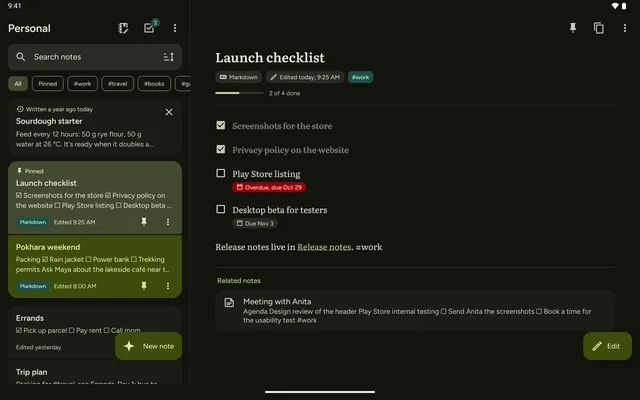 9:41
Personal
2
Search notes
All
Pinned
#work
#travel
#books
Written a year ago today
Sourdough starter
Feed every 12 hours: 50 g rye flour, 50 g
water at 26 °C. It's ready when it doubles a...
Pinned
Launch checklist
☑ Screenshots for the store ☑ Privacy policy on
the website ☐ Play Store listing ☐ Desktop beta ...
Markdown
Edited 9:25 AM
Pokhara weekend
Packing ☑ Rain jacket ☐ Power bank ☐ Trekking
permits Ask Maya about the lakeside café near t...
Markdown
Edited 8:00 AM
Errands
☑ Pick up parcel ☐ Pay rent ☐ Call mom
Edited yesterday
New note
Trip plan
Launch checklist
Markdown
Edited today, 9:25 AM
#work
2 of 4 done
Screenshots for the store
Privacy policy on the website
Play Store listing
Overdue, due Oct 29
Desktop beta for testers
Due Nov 3
Release notes live in Release notes. #work
Related notes
Meeting with Anita
Agenda Design review of the header Play Store internal testing ☐ Send Anita the screenshots ☐ Book a time for
the usability test #work
Edit